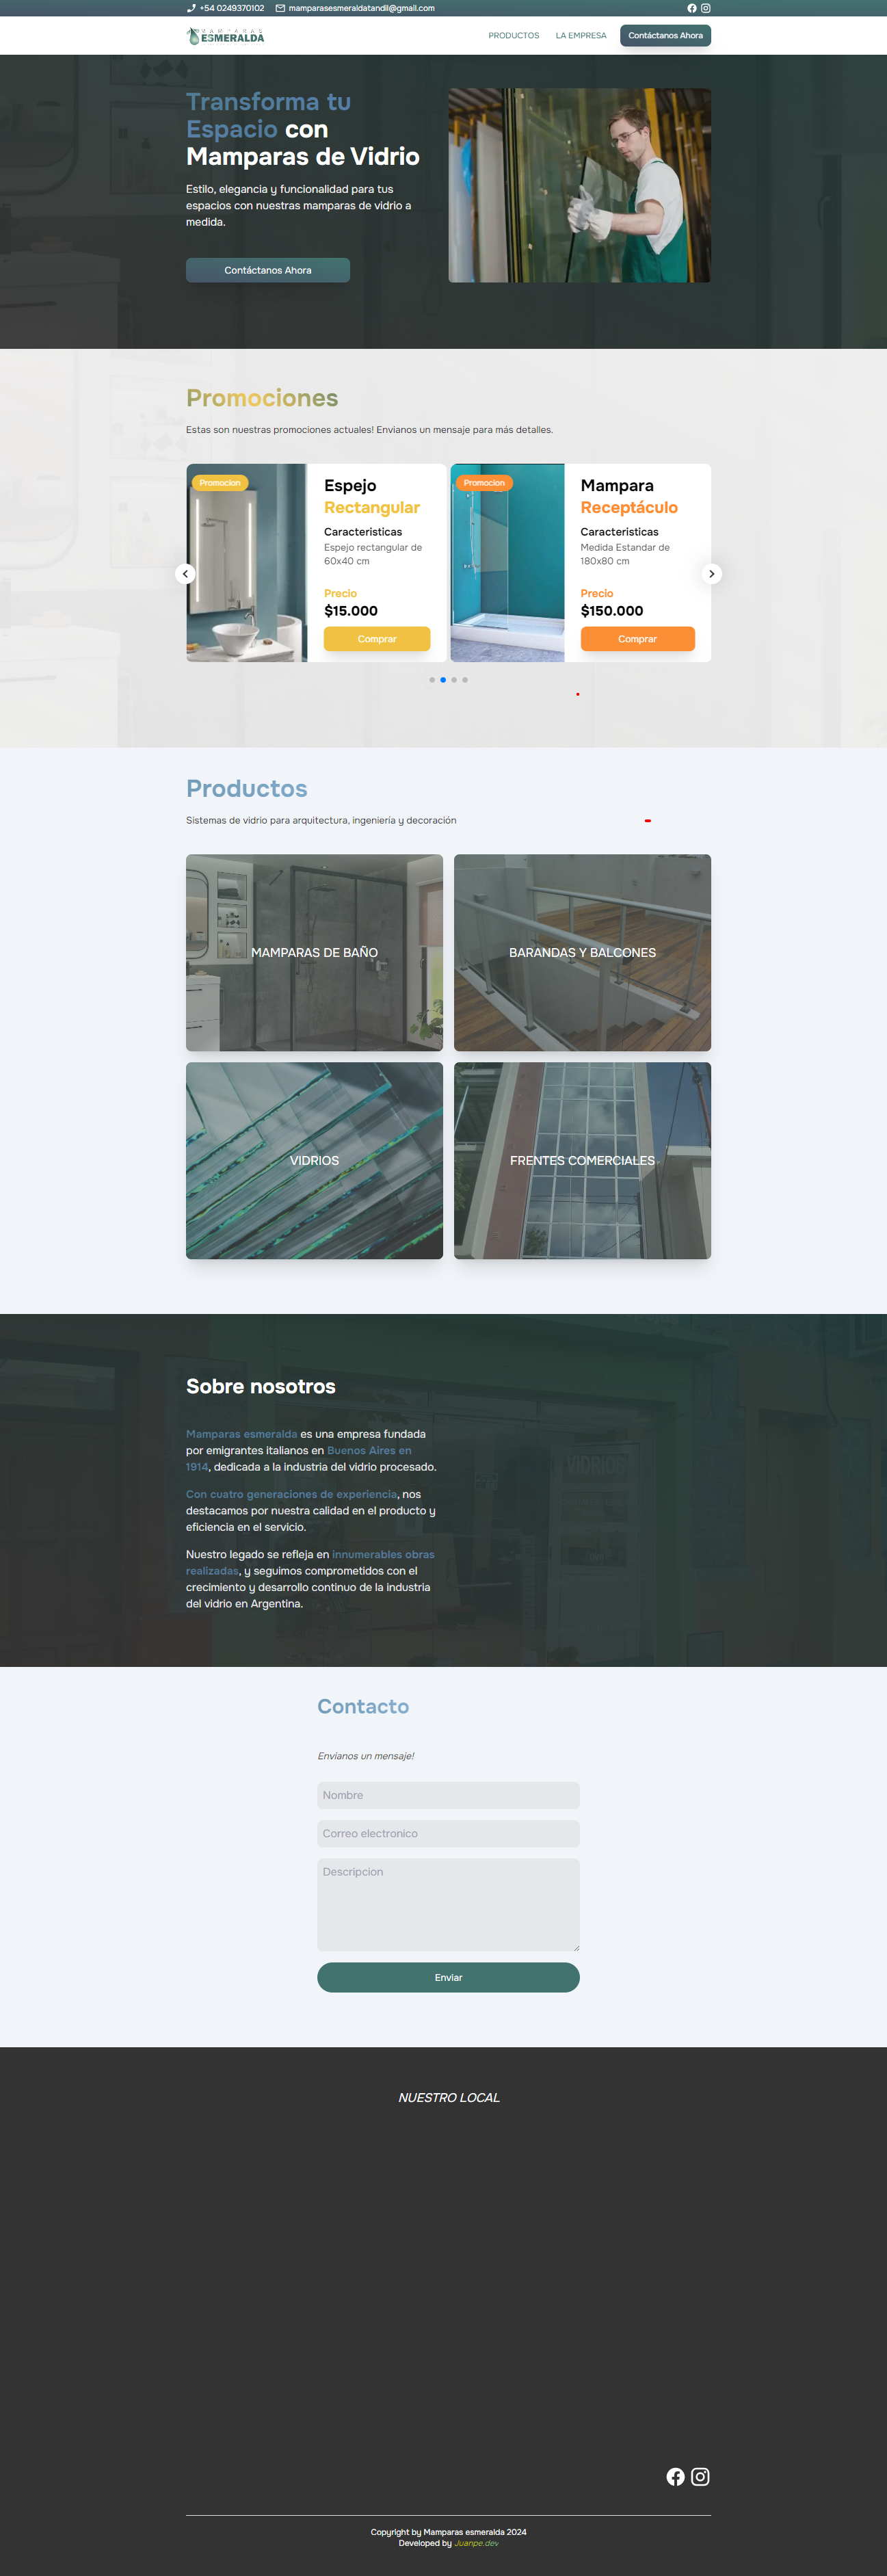 +54 0249370102 mamparasesmeraldatandil@gmail.com
MAMPARAS
ESMERALDA
PRODUCTOS LA EMPRESA Contáctanos Ahora
Transforma tu
Espacio con
Mamparas de Vidrio
Estilo, elegancia y funcionalidad para tus
espacios con nuestras mamparas de vidrio a
medida.
Contáctanos Ahora
Promociones
Estas son nuestras promociones actuales! Envianos un mensaje para más detalles.
Promocion
Espejo
Rectangular
Caracteristicas
Espejo rectangular de
60x40 cm
Precio
$15.000
Comprar
Promocion
Mampara
Receptáculo
Caracteristicas
Medida Estandar de
180x80 cm
Precio
$150.000
Comprar
Productos
Sistemas de vidrio para arquitectura, ingeniería y decoración
MAMPARAS DE BAÑO
BARANDAS Y BALCONES
VIDRIOS
FRENTES COMERCIALES
Sobre nosotros
Mamparas esmeralda es una empresa fundada
por emigrantes italianos en Buenos Aires en
1914, dedicada a la industria del vidrio procesado.
Con cuatro generaciones de experiencia, nos
destacamos por nuestra calidad en el producto y
eficiencia en el servicio.
Nuestro legado se refleja en innumerables obras
realizadas, y seguimos comprometidos con el
crecimiento y desarrollo continuo de la industria
del vidrio en Argentina.
VIDRIOS
Contacto
Envíanos un mensaje!
Nombre
Correo electronico
Descripcion
Enviar
NUESTRO LOCAL
Copyright by Mamparas esmeralda 2024
Developed by Juanpe.dev